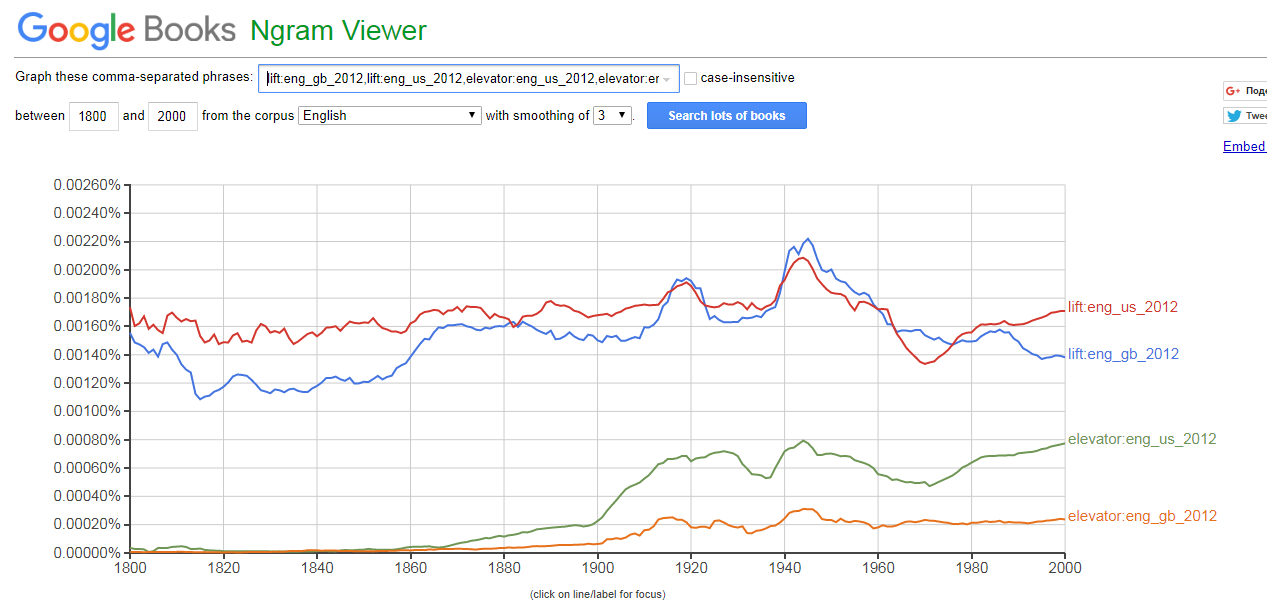 Google Books Ngram Viewer
Graph these comma-separated phrases: lift:eng_gb_2012,lift:eng_us_2012,elevator:eng_us_2012,elevator:er case-insensitive
between 1800 and 2000 from the corpus English with smoothing of 3 . Search lots of books
G+ Поде
Twee
Embed
0.00260%
0.00240%
0.00220%
0.00200%
0.00180%
0.00160%
0.00140%
0.00120%
0.00100%
0.00080%
0.00060%
0.00040%
0.00020%
0.00000%
lift:eng_us_2012
lift:eng_gb_2012
elevator:eng_us_2012
elevator:eng_gb_2012
1800 1820 1840 1860 1880 1900 1920 1940 1960 1980 2000
(click on line/label for focus)